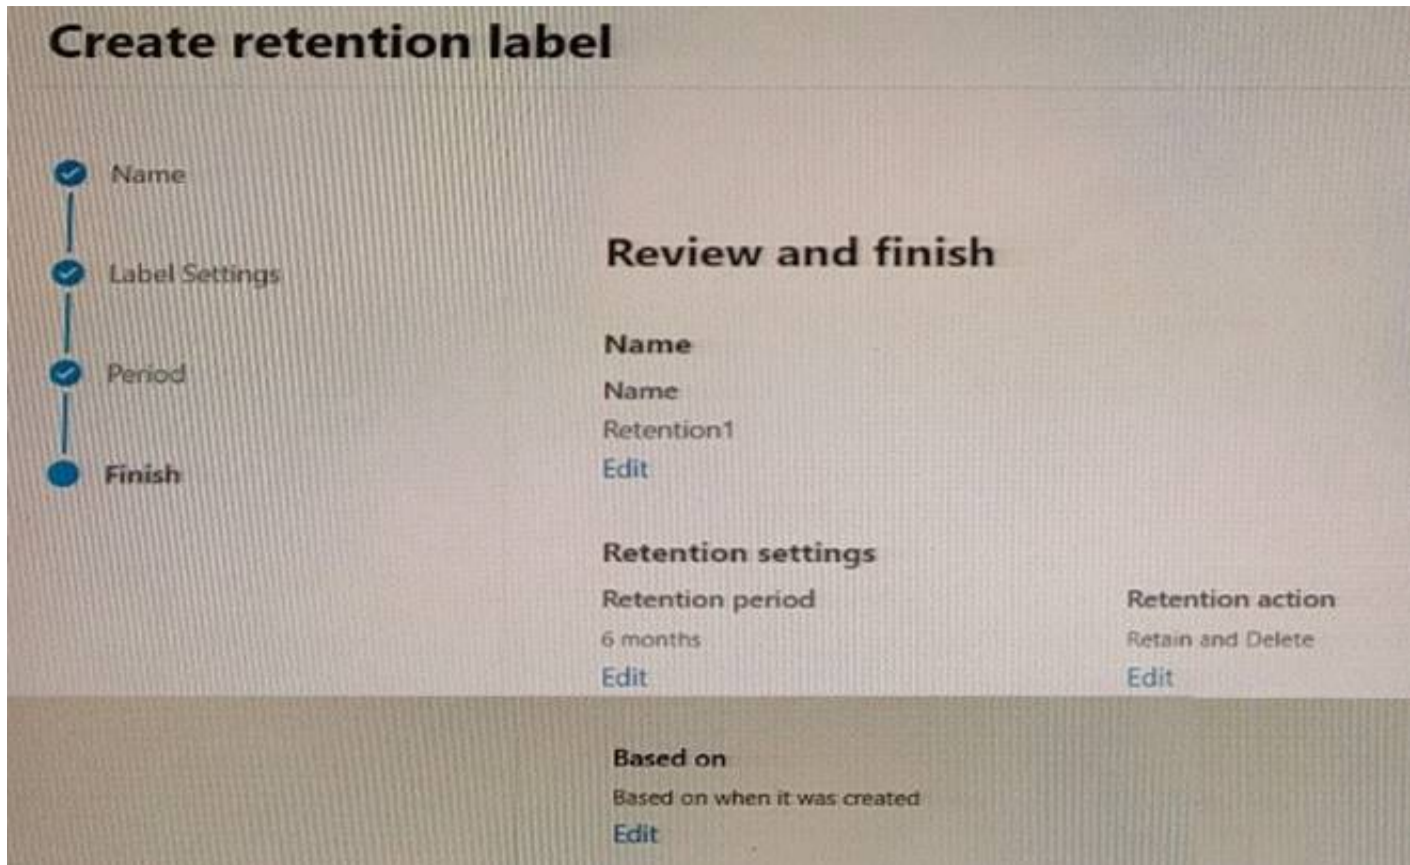 Create retention label
Name
Label Settings
Period
Finish
Review and finish
Name
Name
Retention1
Edit
Retention settings
Retention period
Retention action
6 months
Retain and Delete
Edit
Edit
Based on
Based on when it was created
Edit